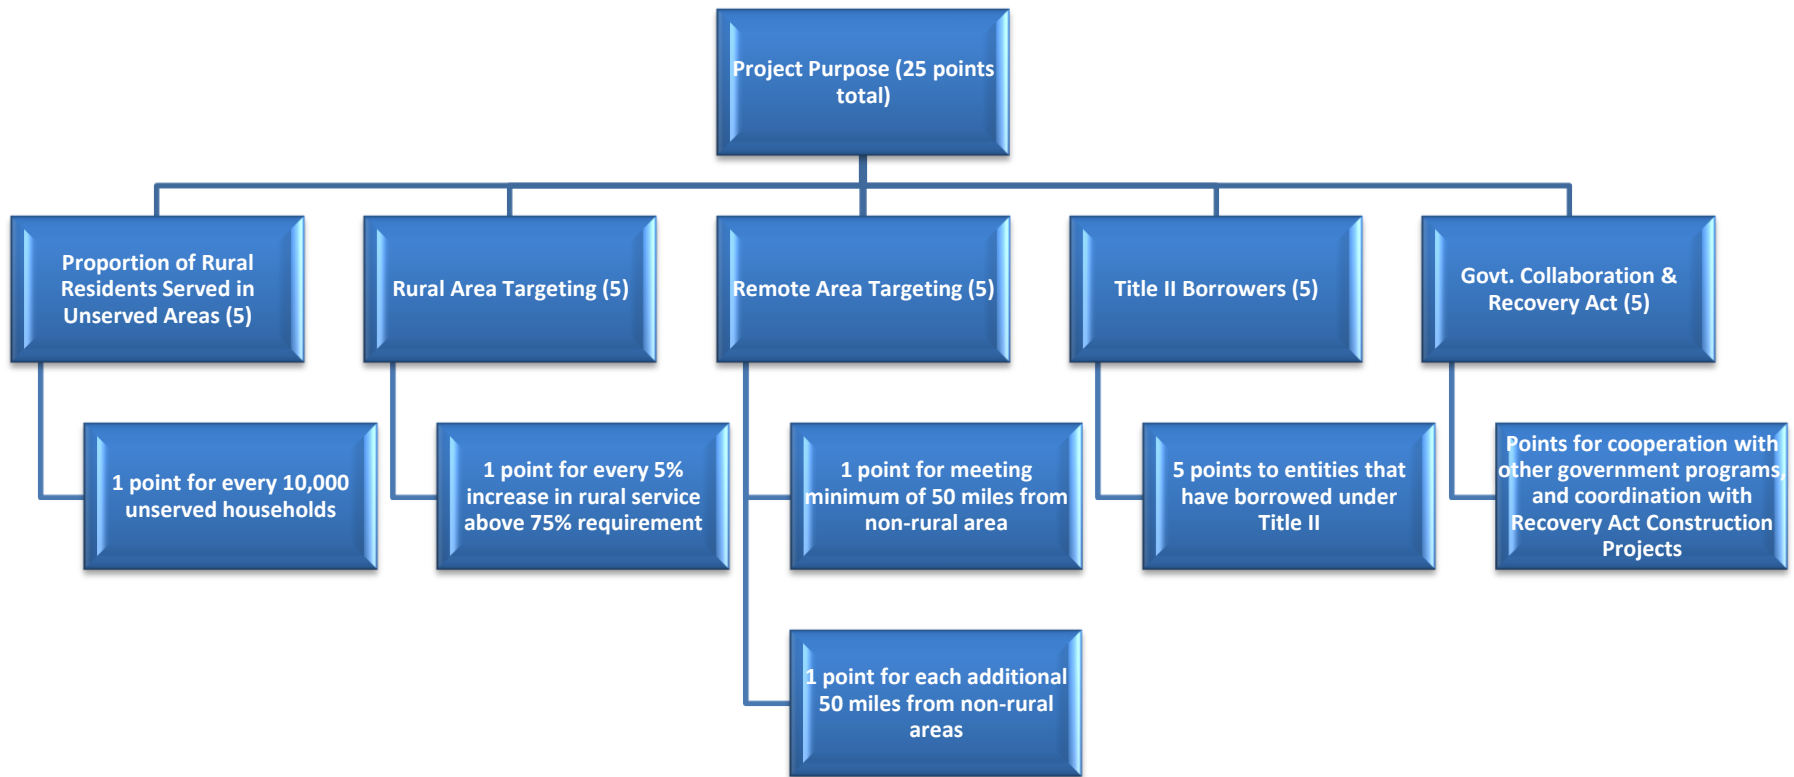 Project Purpose (25 points
total)
Proportion of Rural
Residents Served in
Unserved Areas (5)
Rural Area Targeting (5)
Remote Area Targeting (5)
Title II Borrowers (5)
Govt. Collaboration &
Recovery Act (5)
1 point for every 10,000
unserved households
1 point for every 5%
increase in rural service
above 75% requirement
1 point for meeting
minimum of 50 miles from
non-rural area
5 points to entities that
have borrowed under
Title II
Points for cooperation with
other government programs,
and coordination with
Recovery Act Construction
Projects
1 point for each additional
50 miles from non-rural
areas